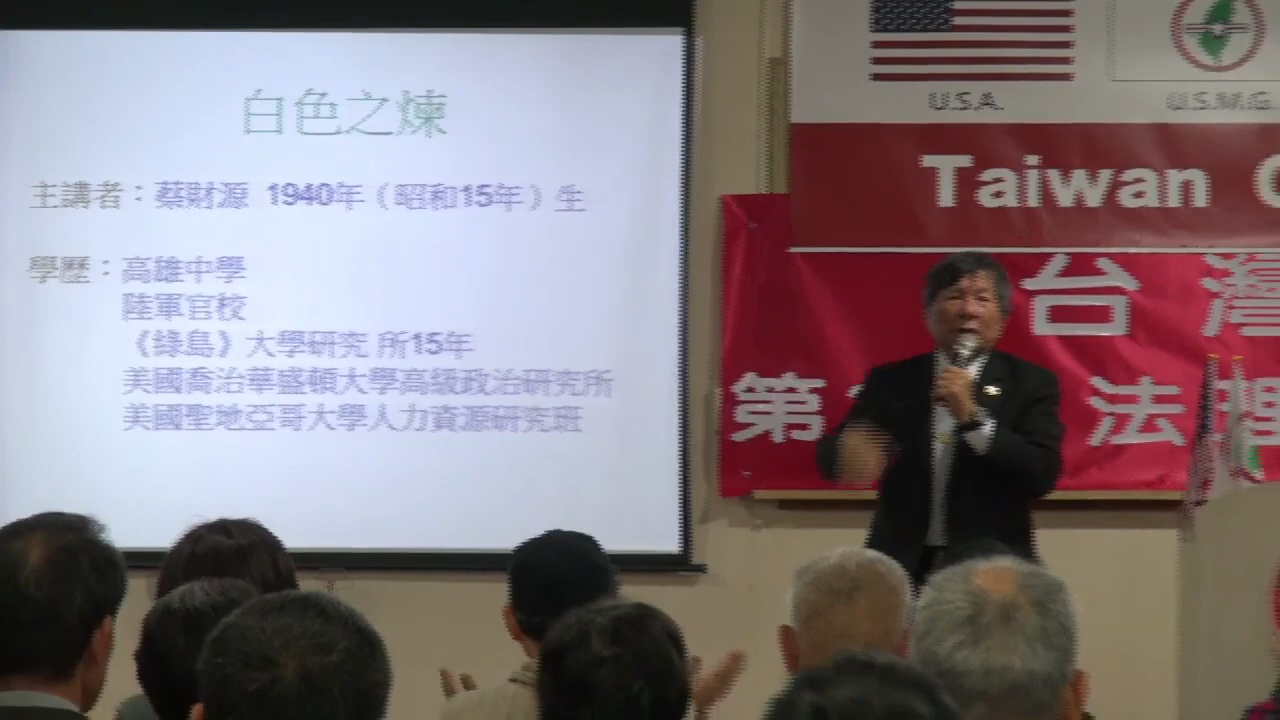 白色之煉
主講者：蔡財源 1940年（昭和15年）生
學歷：高雄中學
陸軍官校
《綠島》大學研究 所15年
美國喬治華盛頓大學高級政治研究所
美國聖地亞哥大學人力資源研究班
U.S.A.
U.S.M.G.
Taiwan
台灣
第
法理